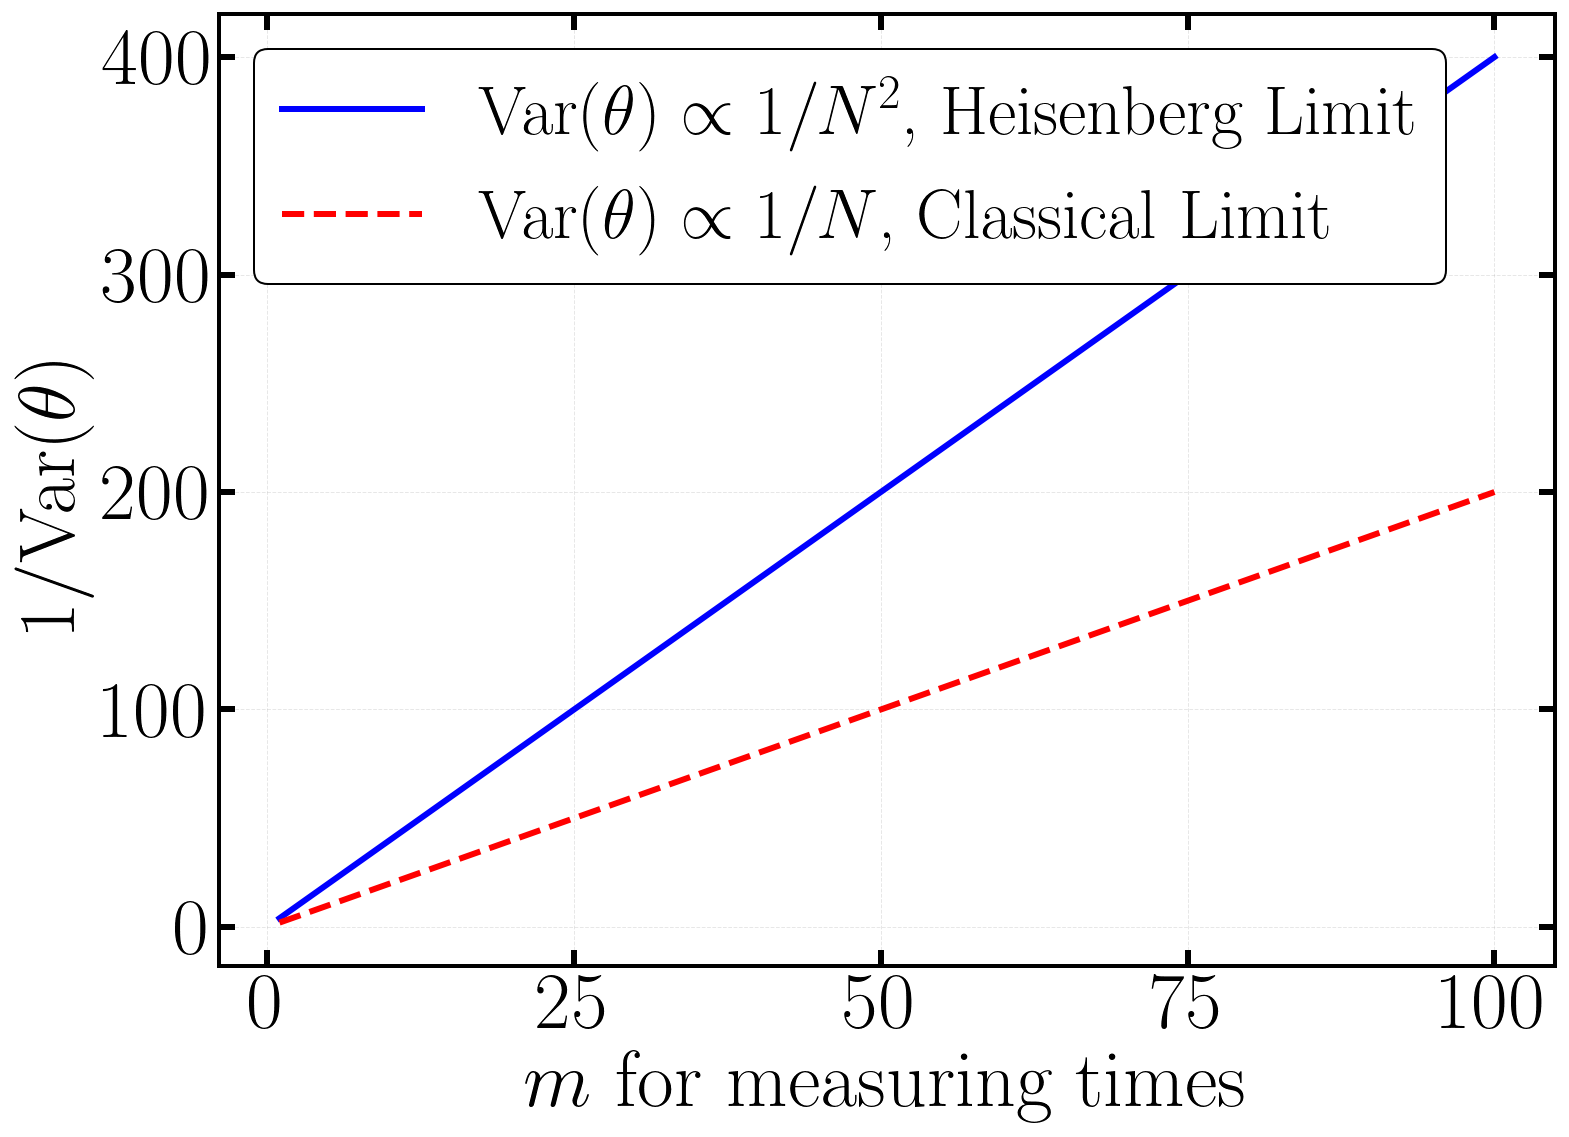 400
300
200
100
0
1/Var(θ)
Var(θ) ∝ 1/N², Heisenberg Limit
Var(θ) ∝ 1/N, Classical Limit
0 25 50 75 100
m for measuring times